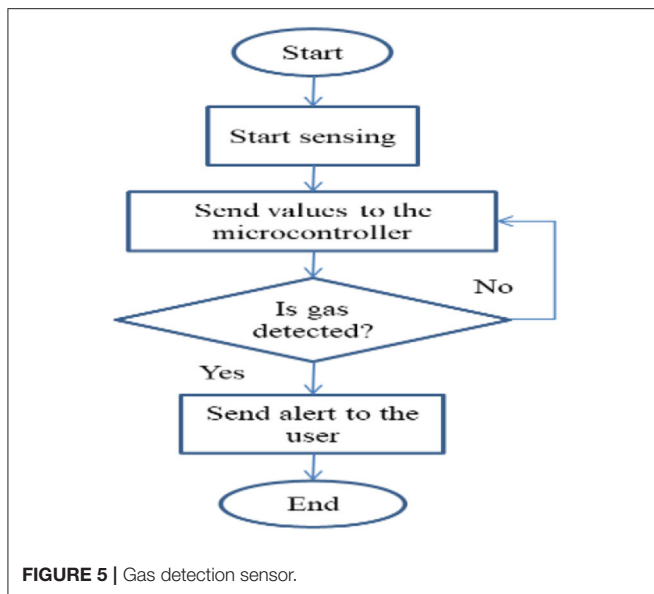 Start
Start sensing
Send values to the
microcontroller
Is gas
detected?
No
Yes
Send alert to the
user
End
FIGURE 5 | Gas detection sensor.